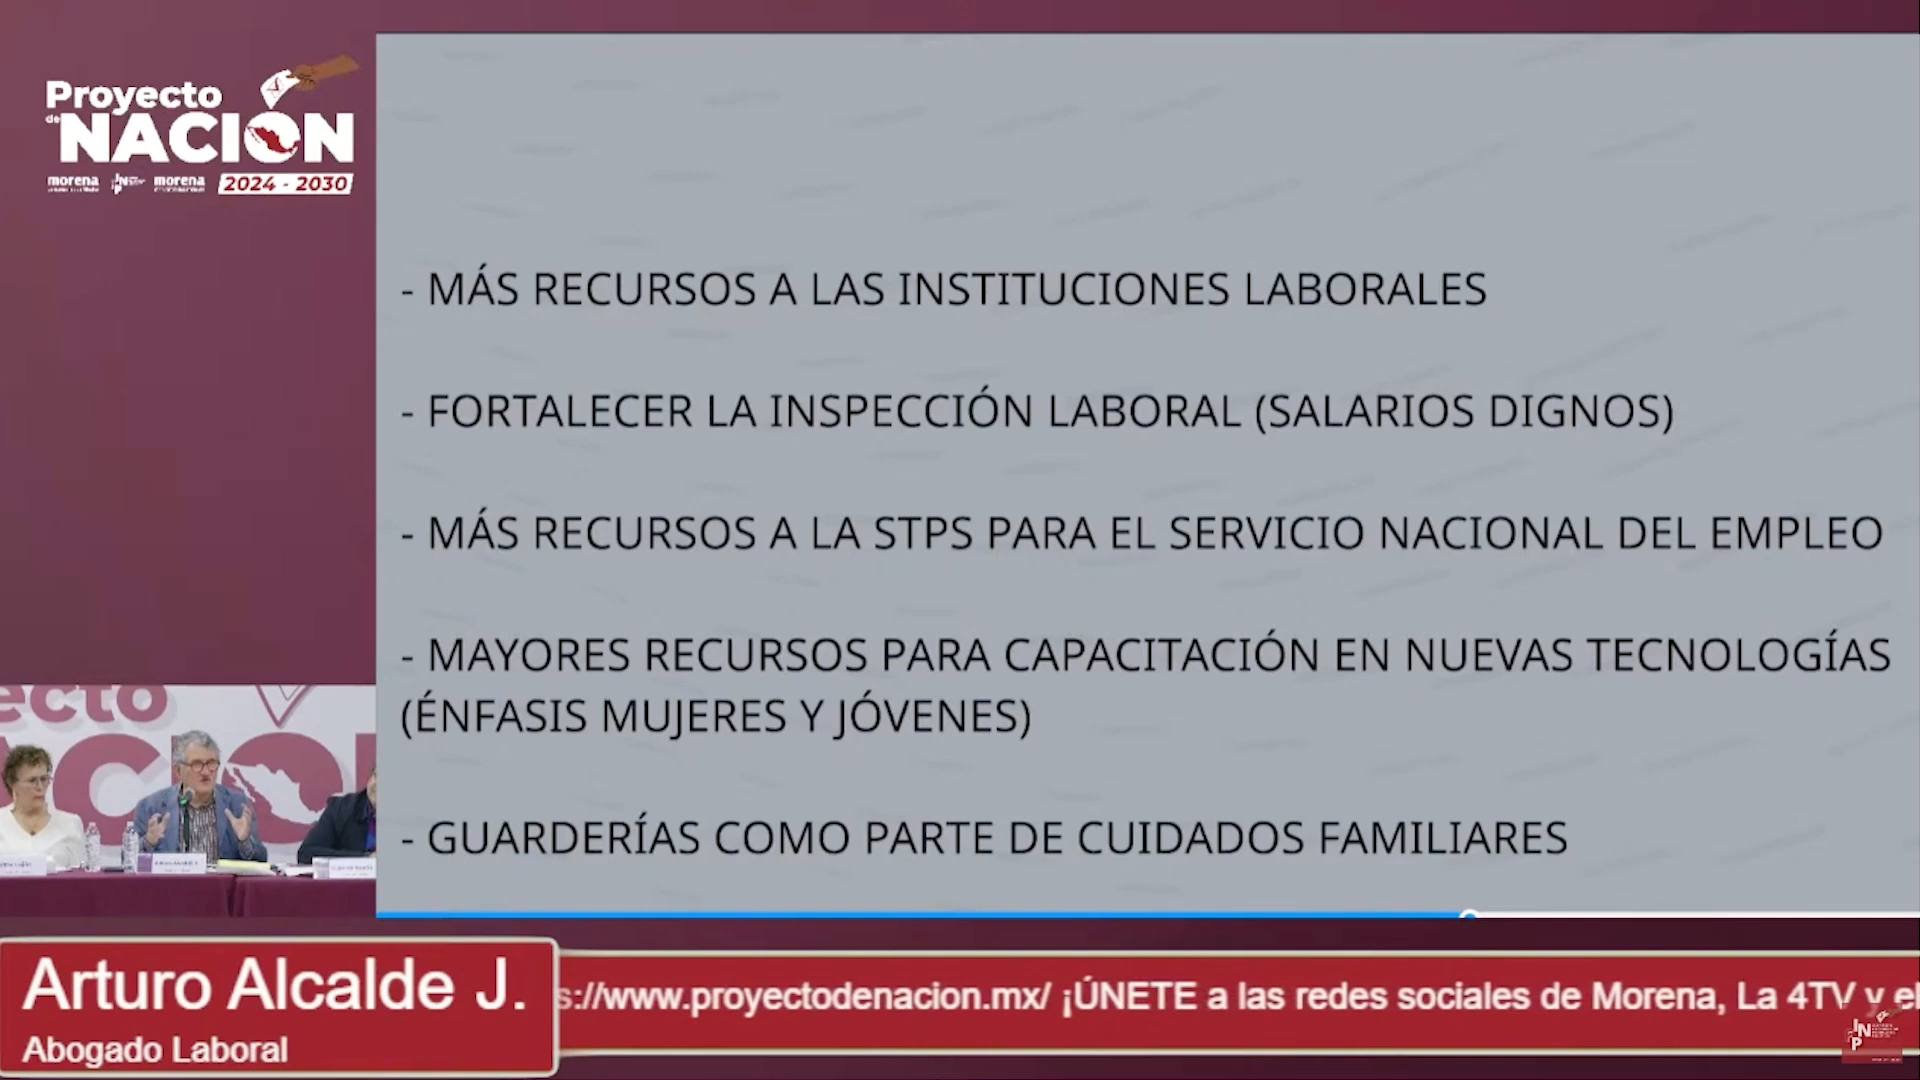 Proyecto
de NACIÓN
morena morena 2024 - 2030
- MÁS RECURSOS A LAS INSTITUCIONES LABORALES
- FORTALECER LA INSPECCIÓN LABORAL (SALARIOS DIGNOS)
- MÁS RECURSOS A LA STPS PARA EL SERVICIO NACIONAL DEL EMPLEO
- MAYORES RECURSOS PARA CAPACITACIÓN EN NUEVAS TECNOLOGÍAS
(ÉNFASIS MUJERES Y JÓVENES)
- GUARDERÍAS COMO PARTE DE CUIDADOS FAMILIARES
ecto
ACIO
Arturo Alcalde J.
Abogado Laboral
s://www.proyectodenacion.mx/ ¡ÚNETE a las redes sociales de Morena, La 4TV y el